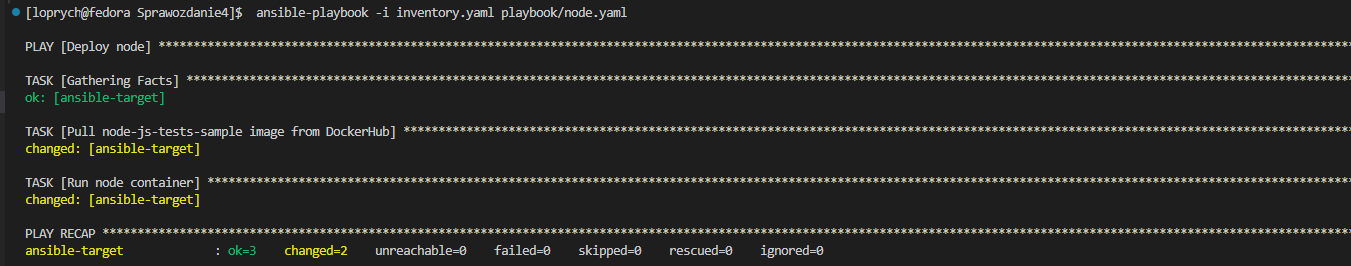 [loprych@fedora Sprawozdanie4]$ ansible-playbook -i inventory.yaml playbook/node.yaml
PLAY [Deploy node] ****************************************************************************************************************************************************************************
TASK [Gathering Facts] ************************************************************************************************************************************************************************
ok: [ansible-target]
TASK [Pull node-js-tests-sample image from DockerHub] *****************************************************************************************************************************************
changed: [ansible-target]
TASK [Run node container] *********************************************************************************************************************************************************************
changed: [ansible-target]
PLAY RECAP ************************************************************************************************************************************************************************************
ansible-target             : ok=3    changed=2    unreachable=0    failed=0    skipped=0    rescued=0    ignored=0